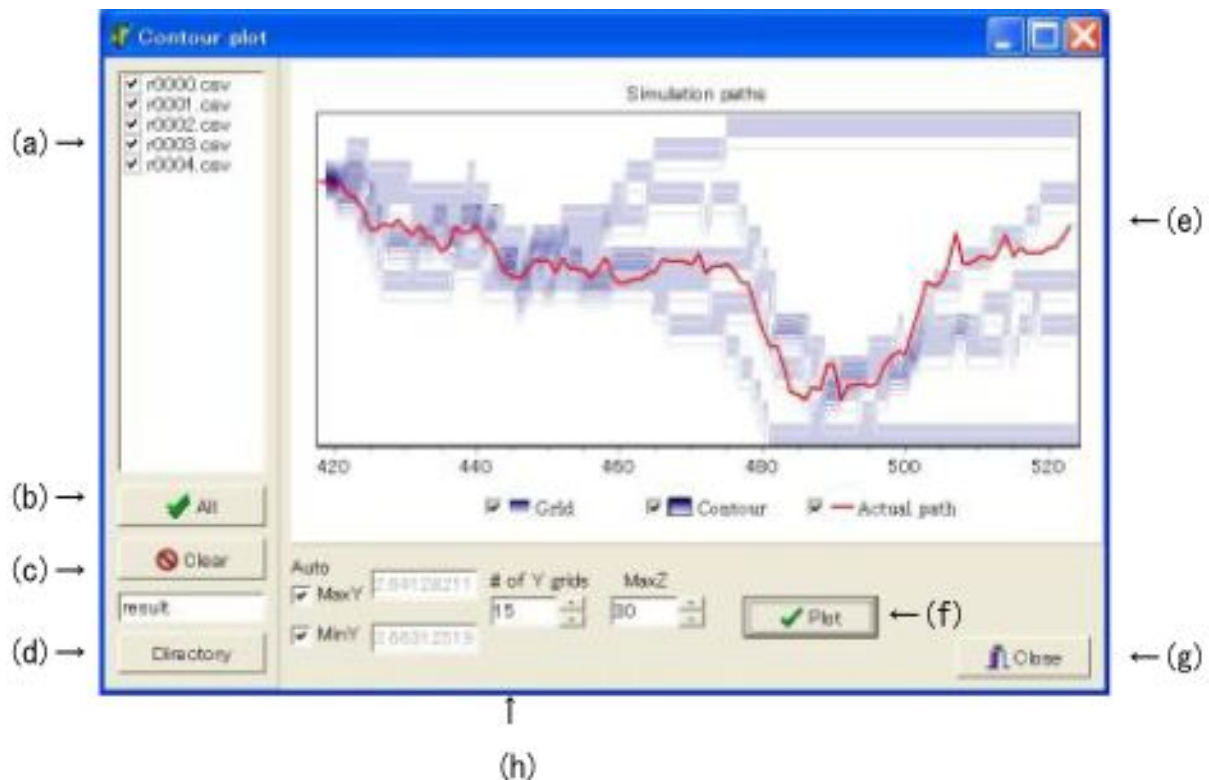 Contour plot
(a) →
r0000.csv
r0001.csv
r0002.csv
r0003.csv
r0004.csv
Simulation paths
← (e)
420 440 460 480 500 520
Grid Contour Actual path
(b) →
All
(c) →
Clear
result
(d) →
Directory
Auto
MaxY
MinY
# of Y grids
15
MaxZ
30
Plot
← (f)
Close
← (g)
↑
(h)